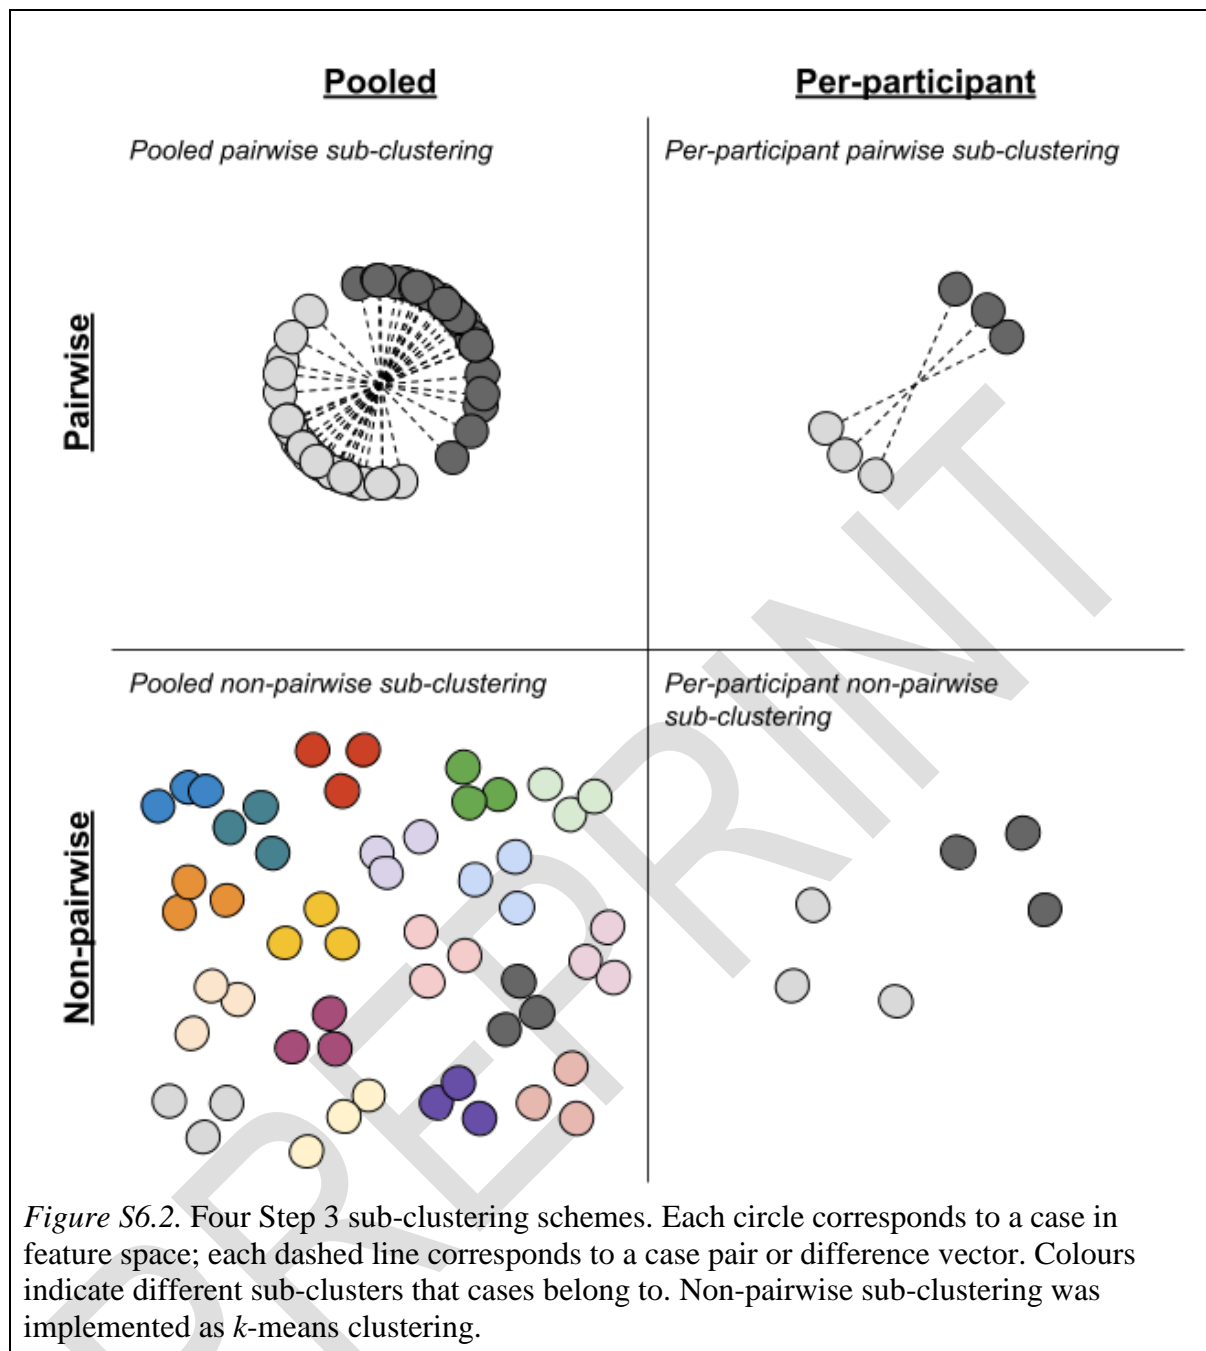 Pooled
Per-participant
Pooled pairwise sub-clustering
Per-participant pairwise sub-clustering
Pairwise
Pooled non-pairwise sub-clustering
Per-participant non-pairwise
sub-clustering
Non-pairwise
PREPRINT
Figure S6.2. Four Step 3 sub-clustering schemes. Each circle corresponds to a case in
feature space; each dashed line corresponds to a case pair or difference vector. Colours
indicate different sub-clusters that cases belong to. Non-pairwise sub-clustering was
implemented as k-means clustering.